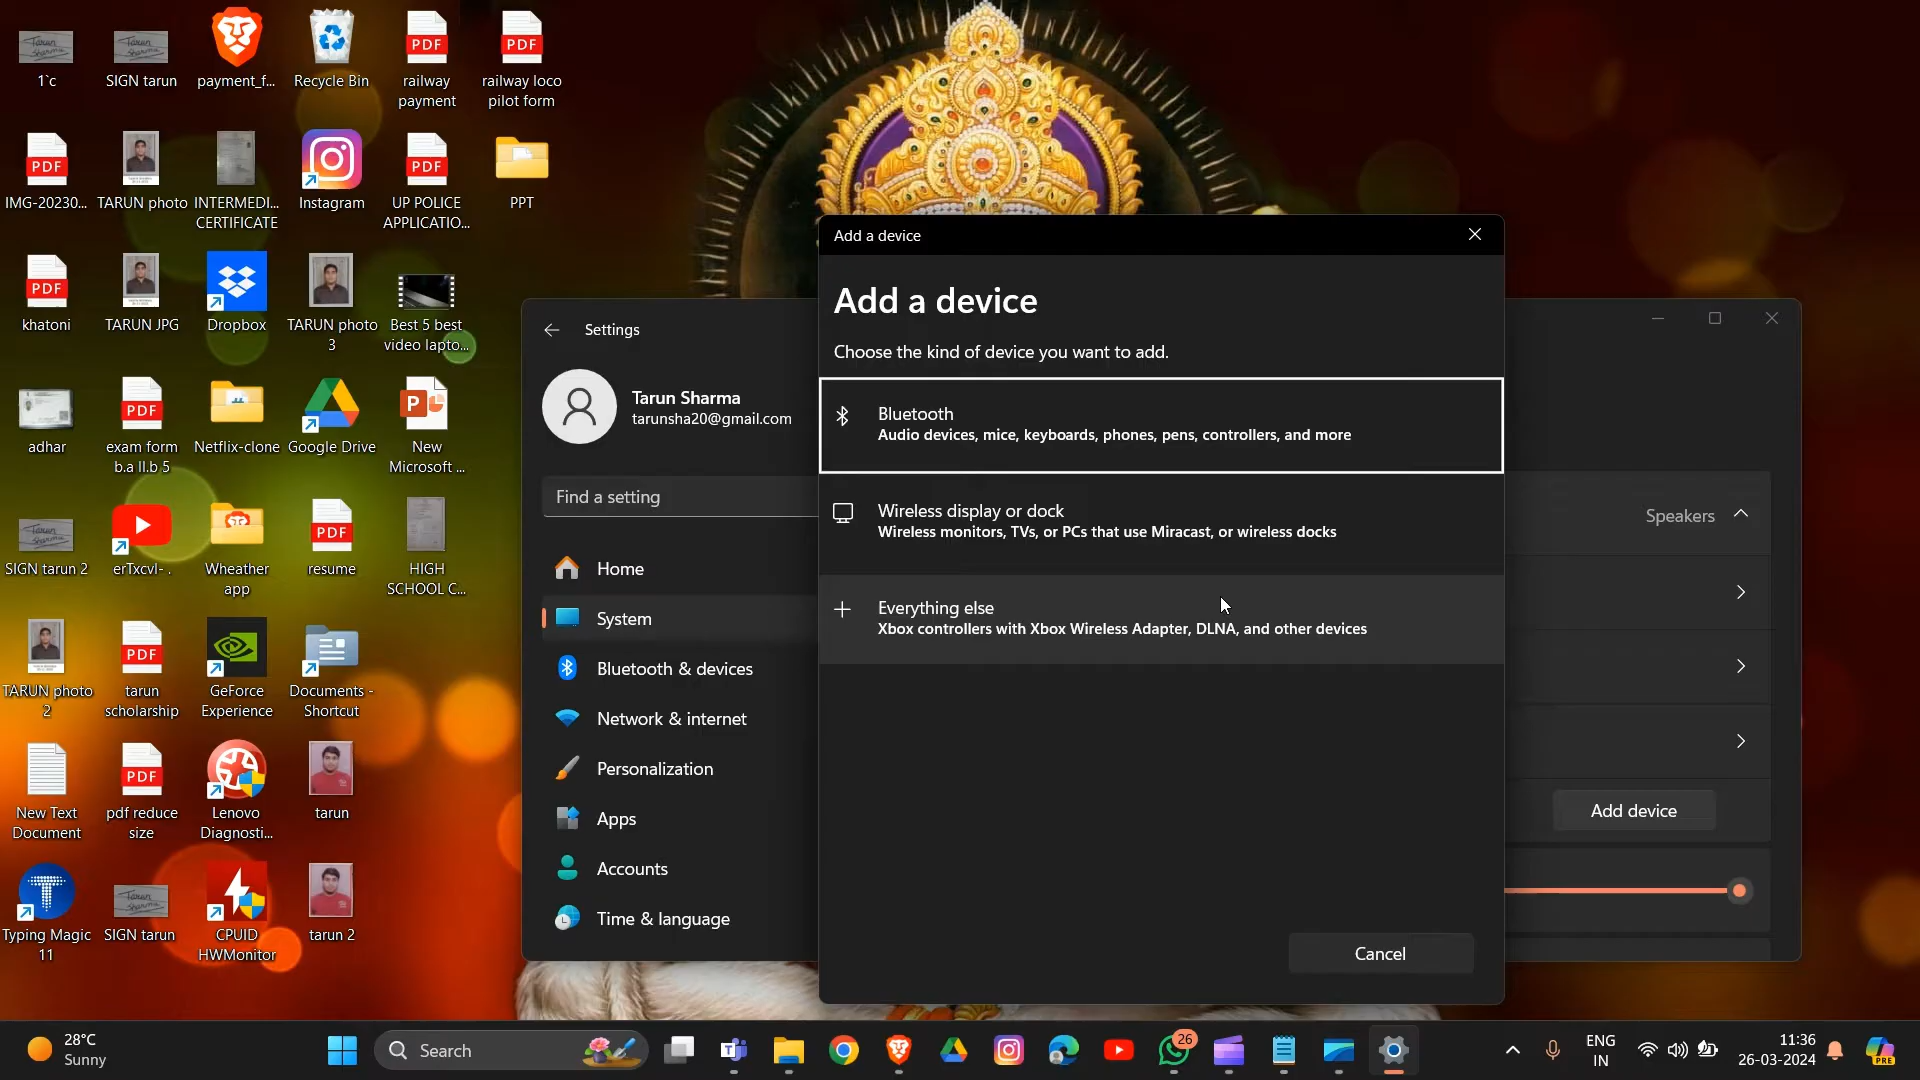 1`c
SIGN tarun
payment_f...
Recycle Bin
railway
payment
railway loco
pilot form
IMG-20230...
TARUN photo
INTERMEDI...
CERTIFICATE
Instagram
UP POLICE
APPLICATIO...
PPT
khatoni
TARUN JPG
Dropbox
TARUN photo
3
Best 5 best
video lapto...
adhar
exam form
b.a II.b 5
Netflix-clone
Google Drive
New
Microsoft ...
SIGN tarun 2
erTxcvI- .
Wheather
app
resume
HIGH
SCHOOL C...
TARUN photo
2
tarun
scholarship
GeForce
Experience
Documents -
Shortcut
New Text
Document
pdf reduce
size
Lenovo
Diagnosti...
tarun
Typing Magic
11
SIGN tarun
CPUID
HWMonitor
tarun 2
Settings
Tarun Sharma
tarunsha20@gmail.com
Find a setting
Home
System
Bluetooth & devices
Network & internet
Personalization
Apps
Accounts
Time & language
Add a device
Add a device
Choose the kind of device you want to add.
Bluetooth
Audio devices, mice, keyboards, phones, pens, controllers, and more
Wireless display or dock
Wireless monitors, TVs, or PCs that use Miracast, or wireless docks
Everything else
Xbox controllers with Xbox Wireless Adapter, DLNA, and other devices
Cancel
Speakers
Add device
28°C
Sunny
Search
26
ENG
IN
11:36
26-03-2024
PRE